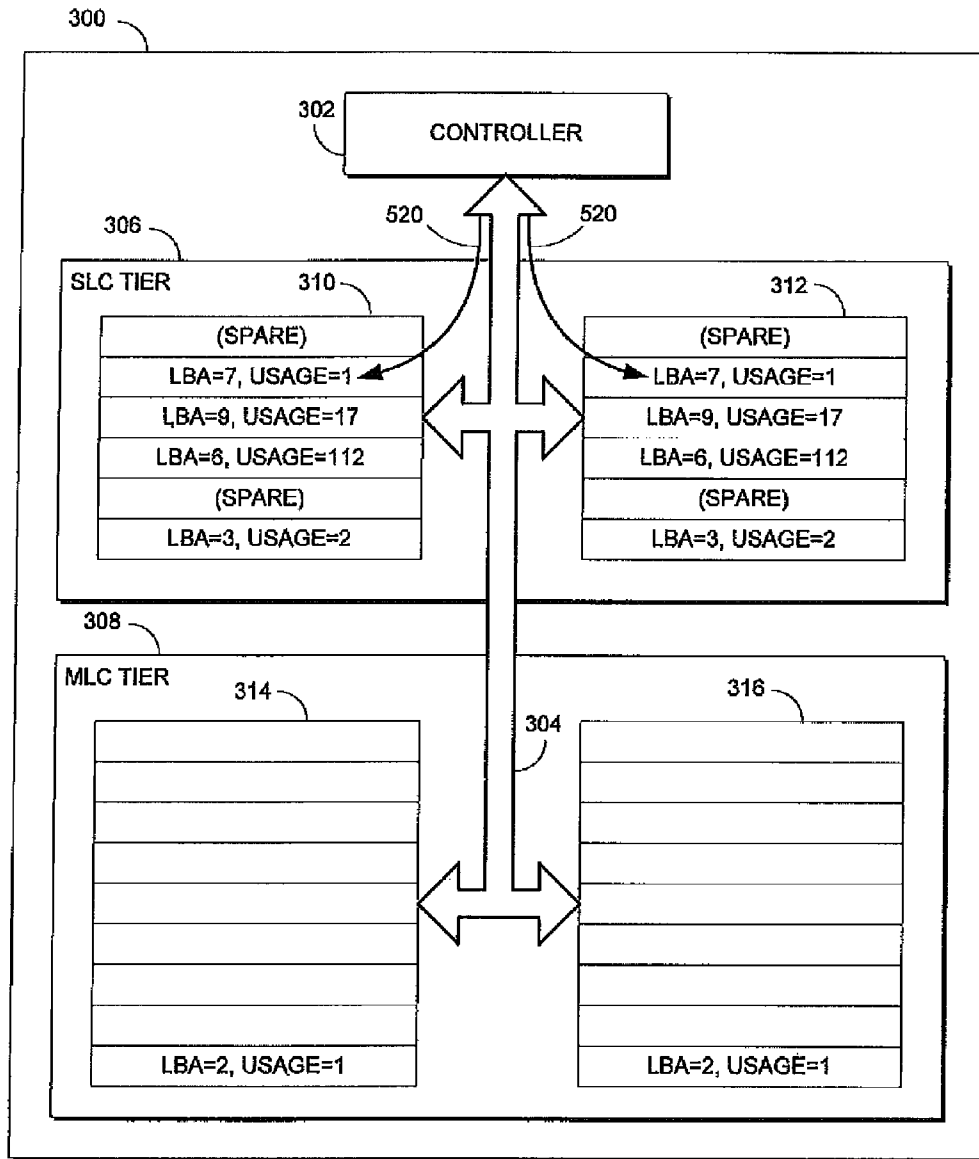 300
302
CONTROLLER
520
520
306
SLC TIER
310
312
(SPARE)
LBA=7, USAGE=1
LBA=9, USAGE=17
LBA=6, USAGE=112
(SPARE)
LBA=3, USAGE=2
(SPARE)
LBA=7, USAGE=1
LBA=9, USAGE=17
LBA=6, USAGE=112
(SPARE)
LBA=3, USAGE=2
308
MLC TIER
314
304
316
LBA=2, USAGE=1
LBA=2, USAGE=1